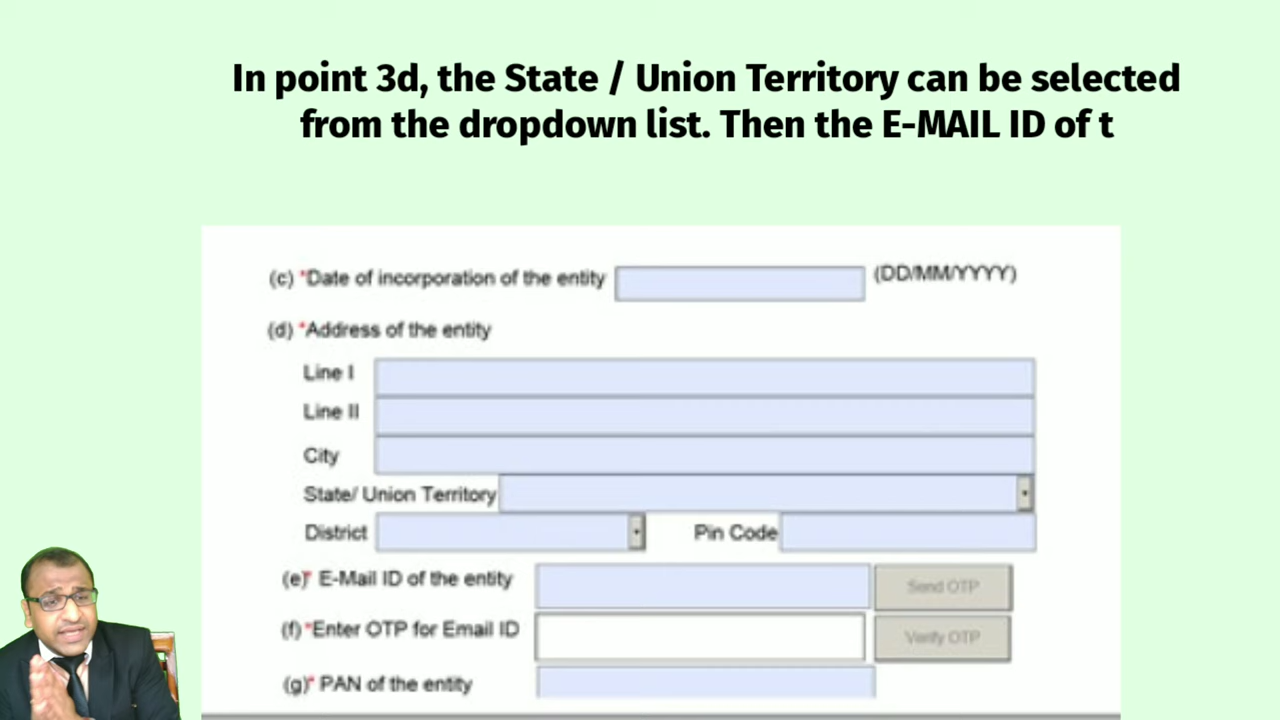 In point 3d, the State / Union Territory can be selected
from the dropdown list. Then the E-MAIL ID of t
(c) *Date of incorporation of the entity (DD/MM/YYYY)
(d) *Address of the entity
Line I
Line II
City
State/ Union Territory
District Pin Code
(e)* E-Mail ID of the entity Send OTP
(f) *Enter OTP for Email ID Verify OTP
(g)* PAN of the entity